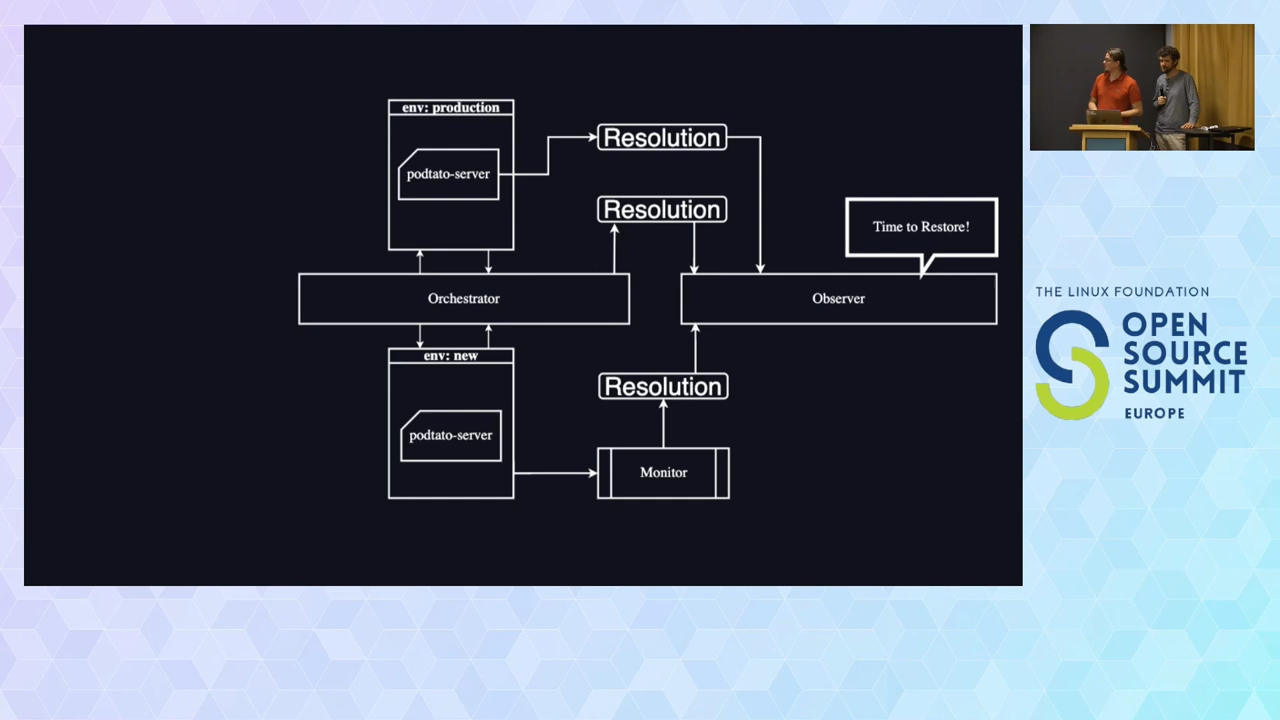 env: production
podtato-server
Resolution
Resolution
Time to Restore!
Orchestrator
Observer
env: new
podtato-server
Resolution
Monitor
THE LINUX FOUNDATION
OPEN
SOURCE
SUMMIT
EUROPE